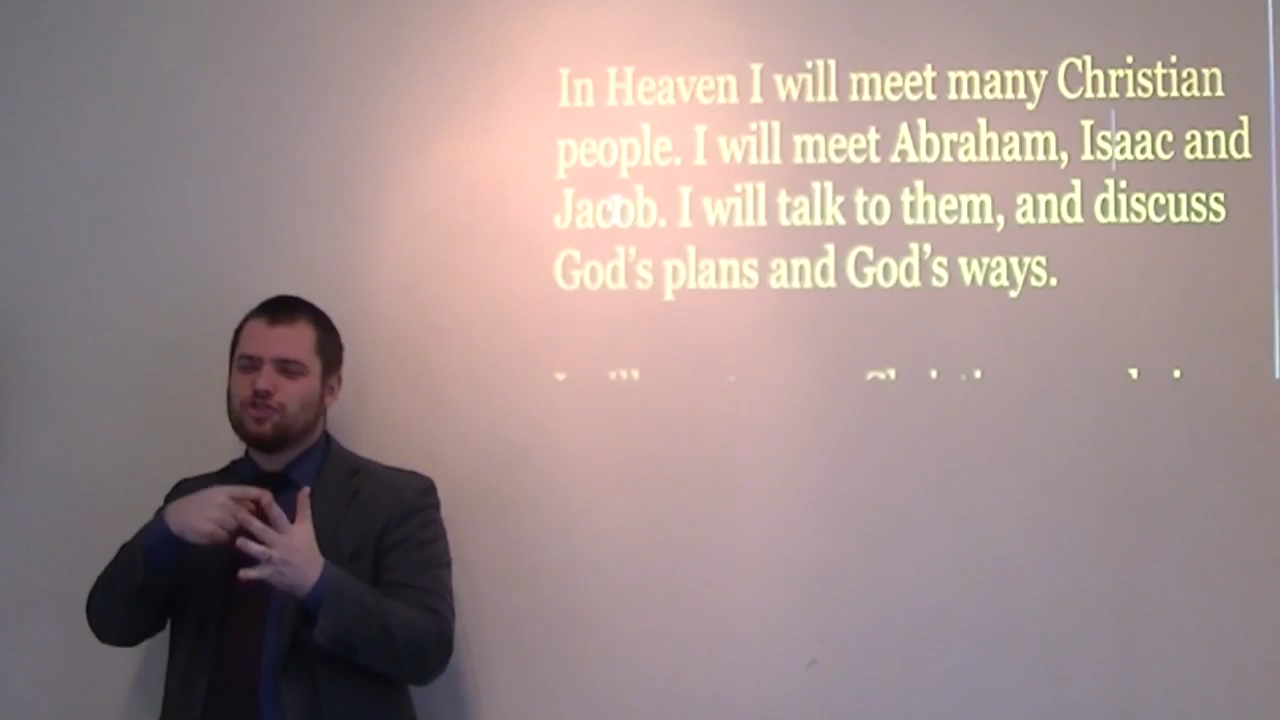 In Heaven I will meet many Christian
people. I will meet Abraham, Isaac and
Jacob. I will talk to them, and discuss
God's plans and God's ways.